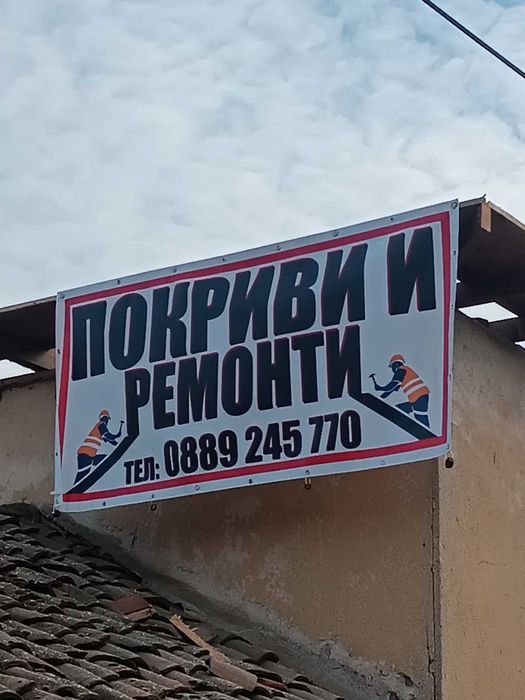 ПОКРИВИ И
РЕМОНТИ
ТЕЛ: 0889 245 770